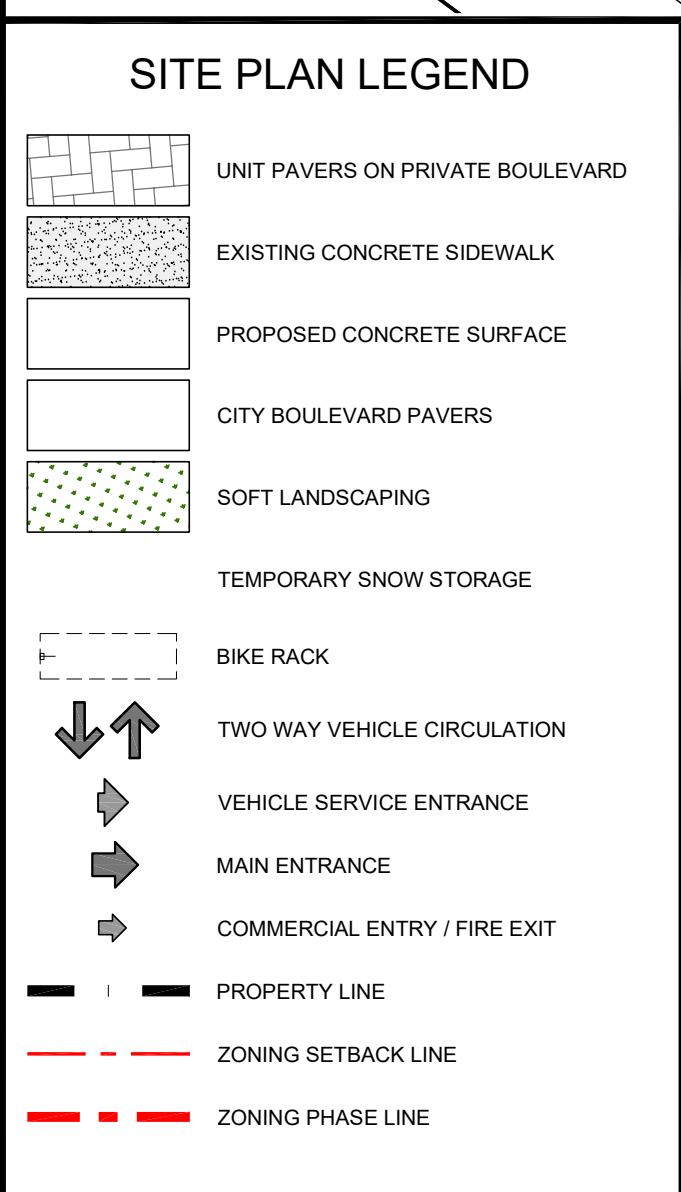 SITE PLAN LEGEND
UNIT PAVERS ON PRIVATE BOULEVARD
EXISTING CONCRETE SIDEWALK
PROPOSED CONCRETE SURFACE
CITY BOULEVARD PAVERS
SOFT LANDSCAPING
TEMPORARY SNOW STORAGE
BIKE RACK
TWO WAY VEHICLE CIRCULATION
VEHICLE SERVICE ENTRANCE
MAIN ENTRANCE
COMMERCIAL ENTRY / FIRE EXIT
PROPERTY LINE
ZONING SETBACK LINE
ZONING PHASE LINE